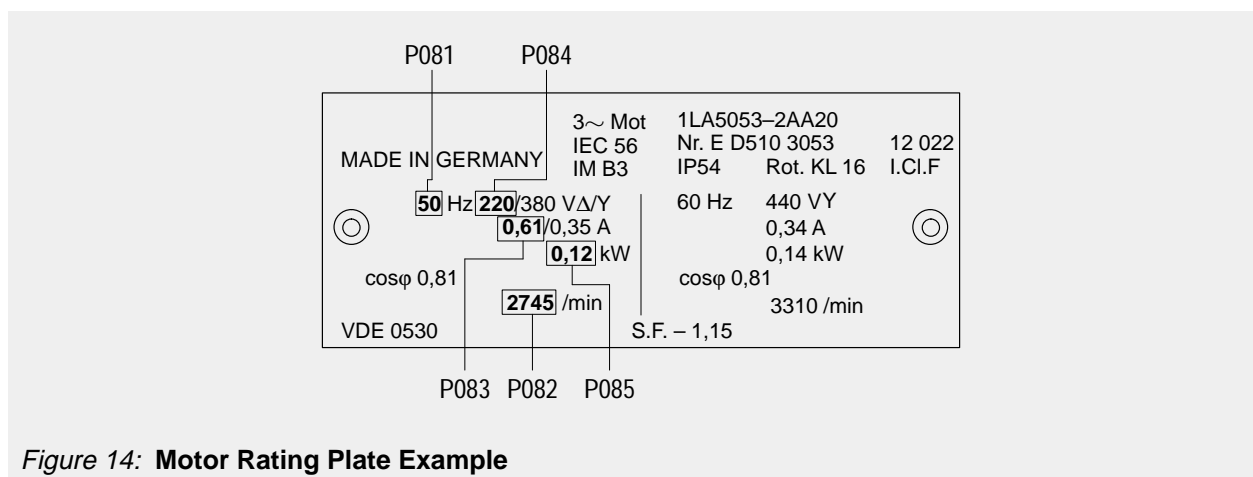 P081 P084
3~ Mot 1LA5053–2AA20
IEC 56 Nr. E D510 3053 12 022
MADE IN GERMANY IM B3 IP54 Rot. KL 16 I.Cl.F
50 Hz 220/380 V∆/Y 60 Hz 440 VY
0,61/0,35 A 0,34 A
0,12 kW 0,14 kW
cosφ 0,81 cosφ 0,81
2745 /min 3310 /min
VDE 0530 S.F. – 1,15
P083 P082 P085
Figure 14: Motor Rating Plate Example